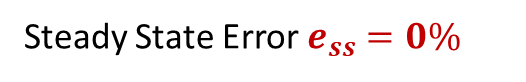 Steady State Error e_ss = 0%